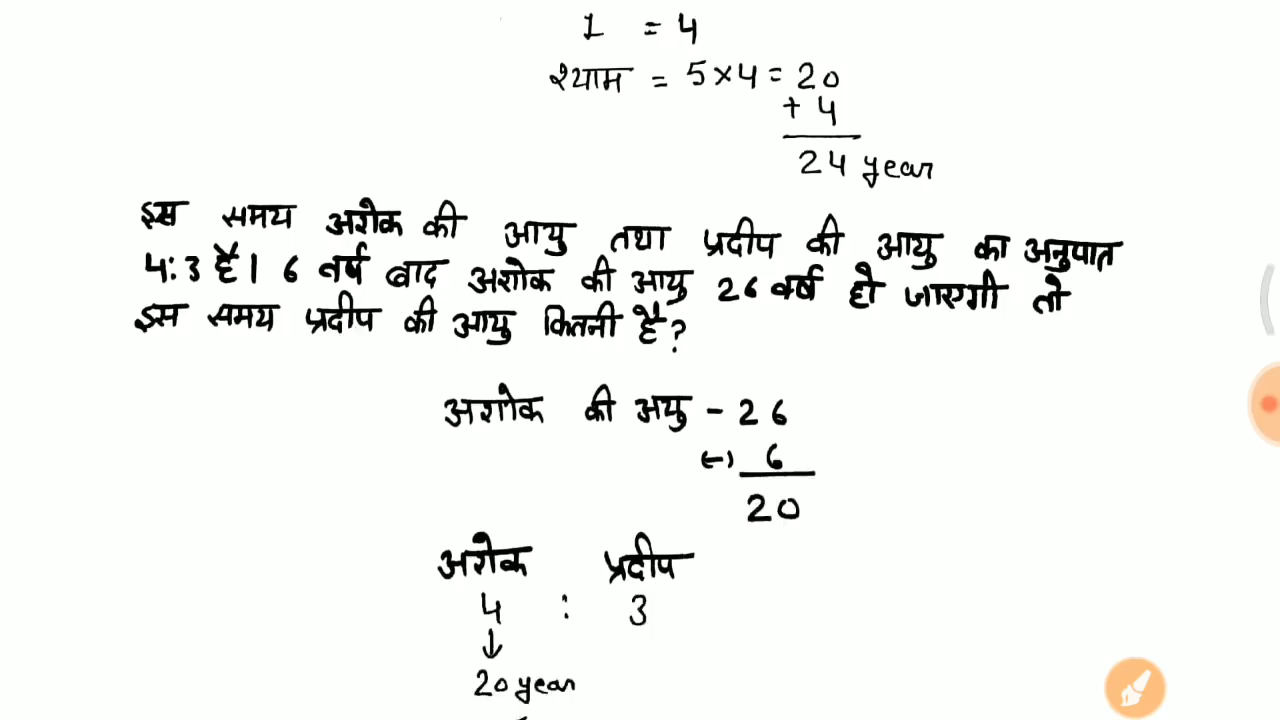 1 = 4
श्याम = 5×4 = 20
+ 4
24 year
इस समय अशोक की आयु तथा प्रदीप की आयु का अनुपात
4:3 है। 6 वर्ष बाद अशोक की आयु 26 वर्ष हो जाएगी तो
इस समय प्रदीप की आयु कितनी है?
अशोक की अयु - 26
(-) 6
20
अशोक प्रदीप
4 : 3
↓
20 year